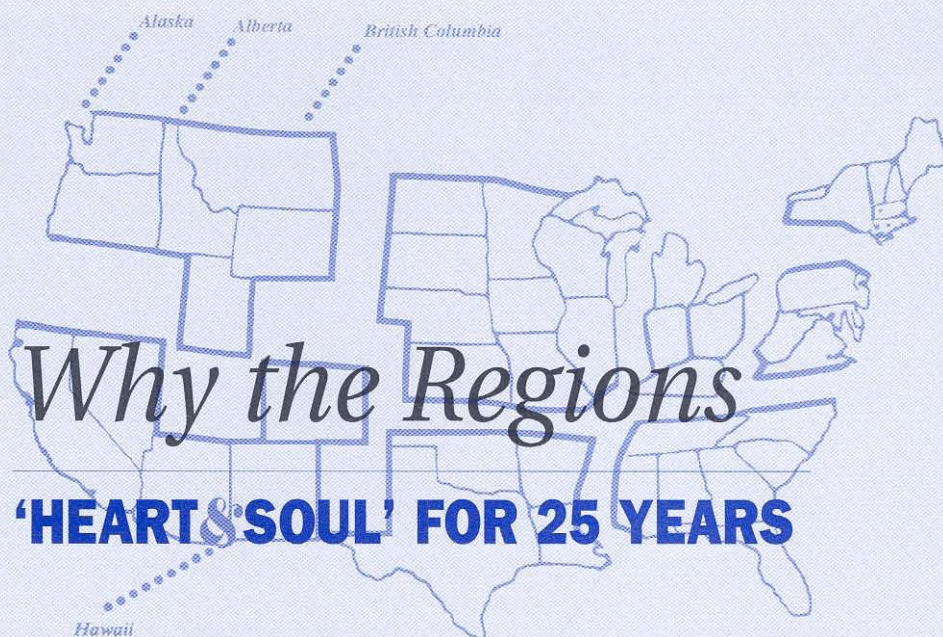 Alaska
Alberta
British Columbia
Why the Regions
‘HEART & SOUL’ FOR 25 YEARS
Hawaii